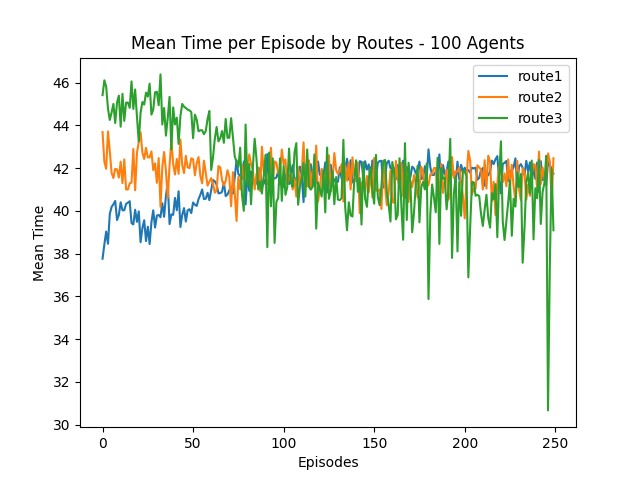 Mean Time per Episode by Routes - 100 Agents
route1
route2
route3
46
44
42
40
38
36
34
32
30
Mean Time
0 50 100 150 200 250
Episodes